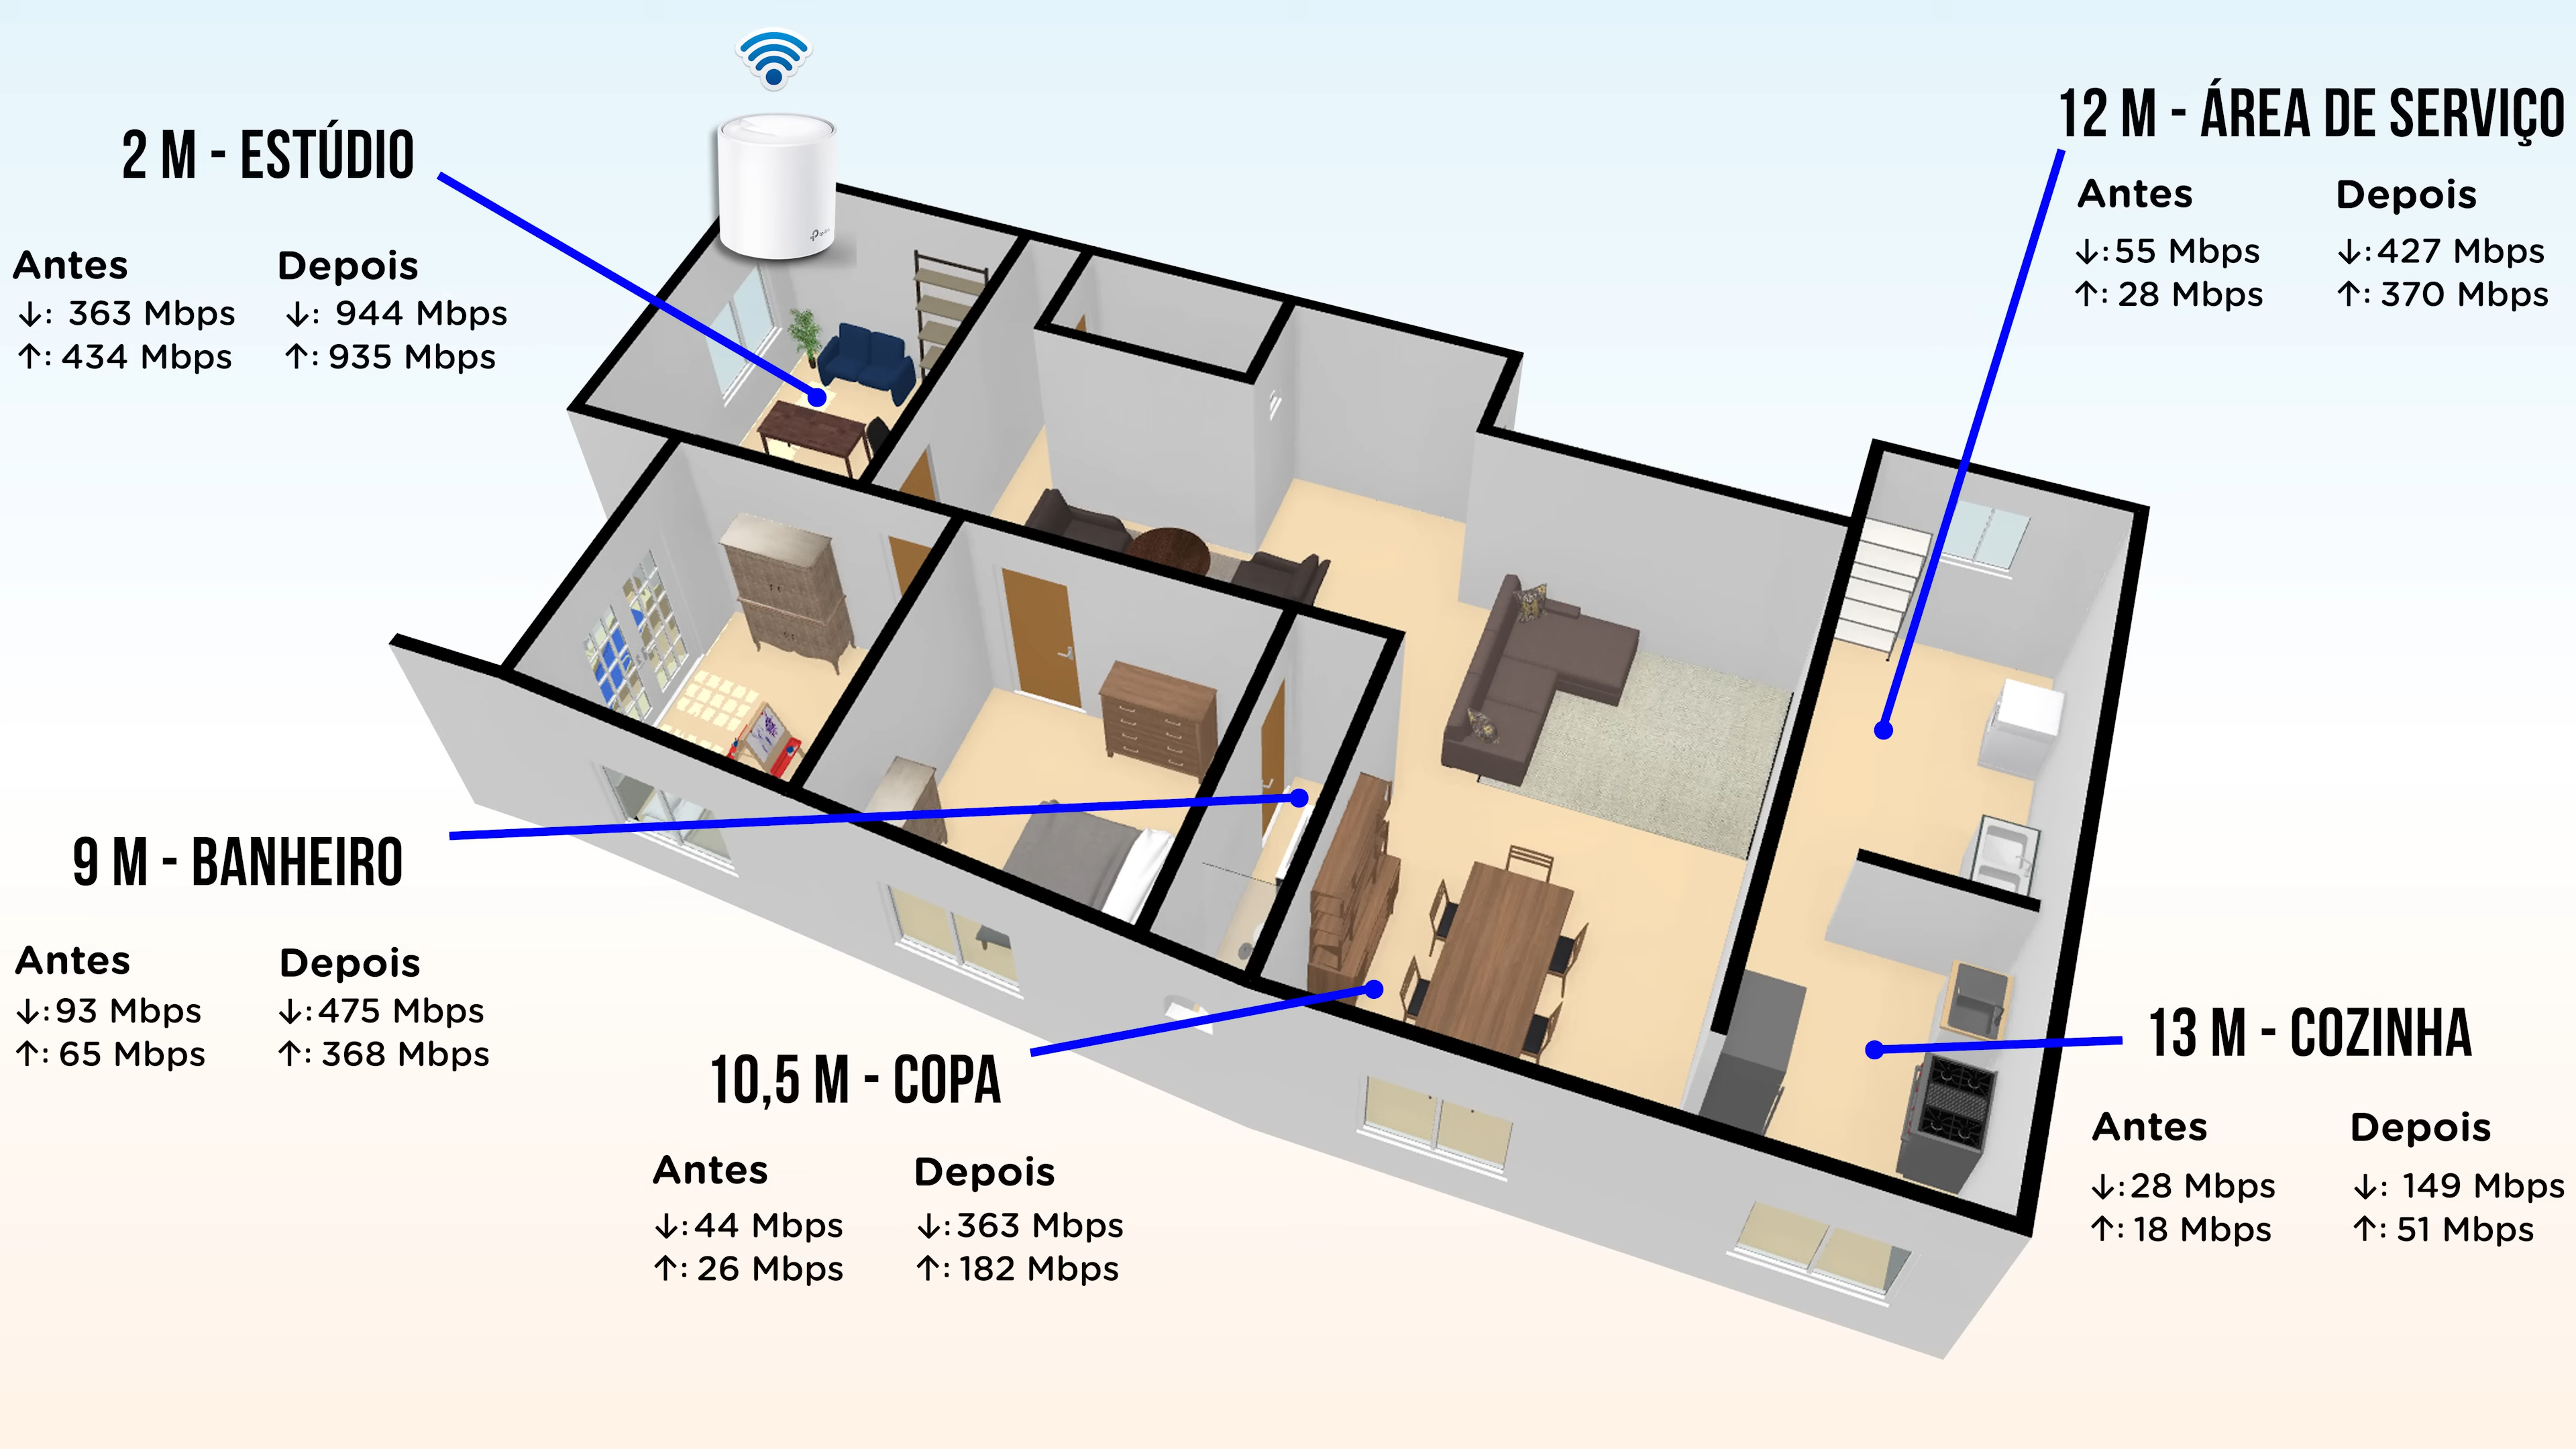 2 M - ESTÚDIO
Antes Depois
↓: 363 Mbps ↓: 944 Mbps
↑: 434 Mbps ↑: 935 Mbps
12 M - ÁREA DE SERVIÇO
Antes Depois
↓:55 Mbps ↓:427 Mbps
↑: 28 Mbps ↑: 370 Mbps
9 M - BANHEIRO
Antes Depois
↓:93 Mbps ↓:475 Mbps
↑: 65 Mbps ↑: 368 Mbps
10,5 M - COPA
Antes Depois
↓:44 Mbps ↓:363 Mbps
↑: 26 Mbps ↑: 182 Mbps
13 M - COZINHA
Antes Depois
↓:28 Mbps ↓: 149 Mbps
↑: 18 Mbps ↑: 51 Mbps